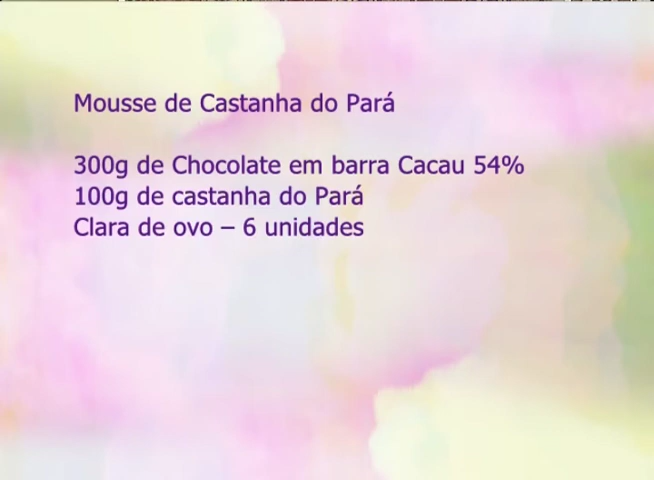 Mousse de Castanha do Pará
300g de Chocolate em barra Cacau 54%
100g de castanha do Pará
Clara de ovo – 6 unidades